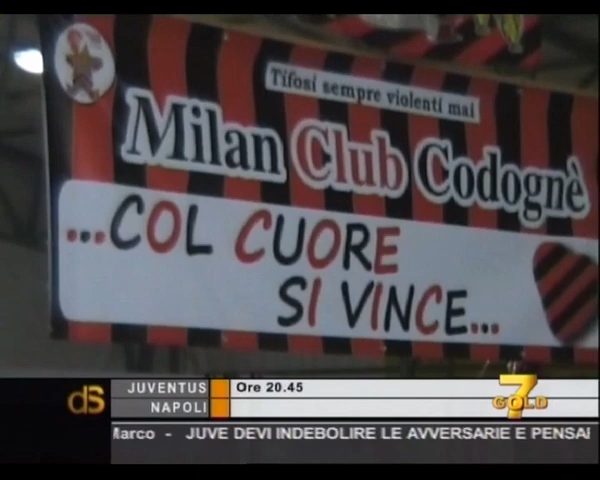 Tifosi sempre violenti mai
Milan Club Codognè
...COL CUORE
SI VINCE...
dS
JUVENTUS Ore 20.45
NAPOLI
7 GOLD
Marco - JUVE DEVI INDEBOLIRE LE AVVERSARIE E PENSA